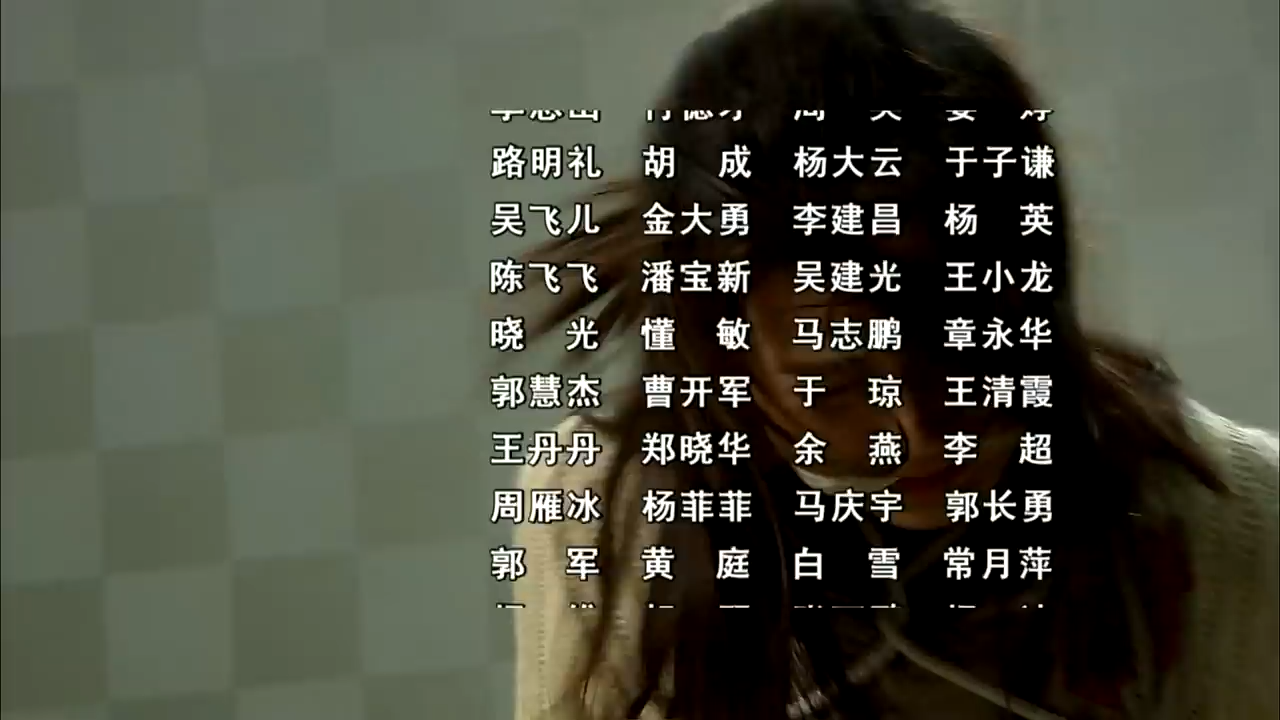 路明礼 胡 成 杨大云 于子谦
吴飞儿 金大勇 李建昌 杨 英
陈飞飞 潘宝新 吴建光 王小龙
晓 光 懂 敏 马志鹏 章永华
郭慧杰 曹开军 于 琼 王清霞
王丹丹 郑晓华 余 燕 李 超
周雁冰 杨菲菲 马庆宇 郭长勇
郭 军 黄 庭 白 雪 常月萍